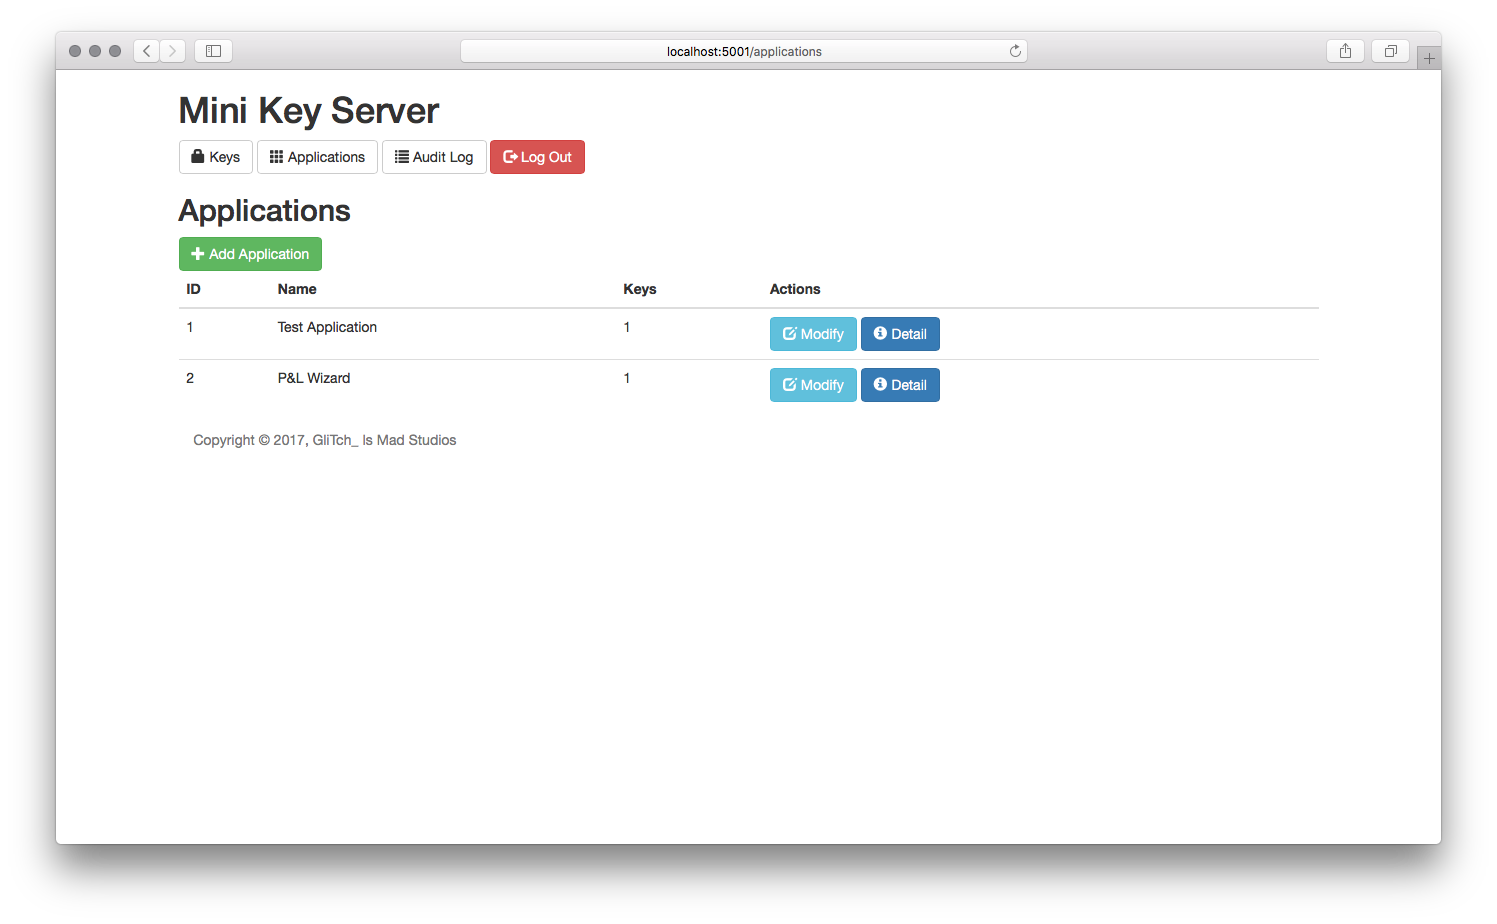 localhost:5001/applications
Mini Key Server
Keys Applications Audit Log Log Out
Applications
Add Application
ID Name Keys Actions
1 Test Application 1 Modify Detail
2 P&L Wizard 1 Modify Detail
Copyright © 2017, GliTch_ Is Mad Studios